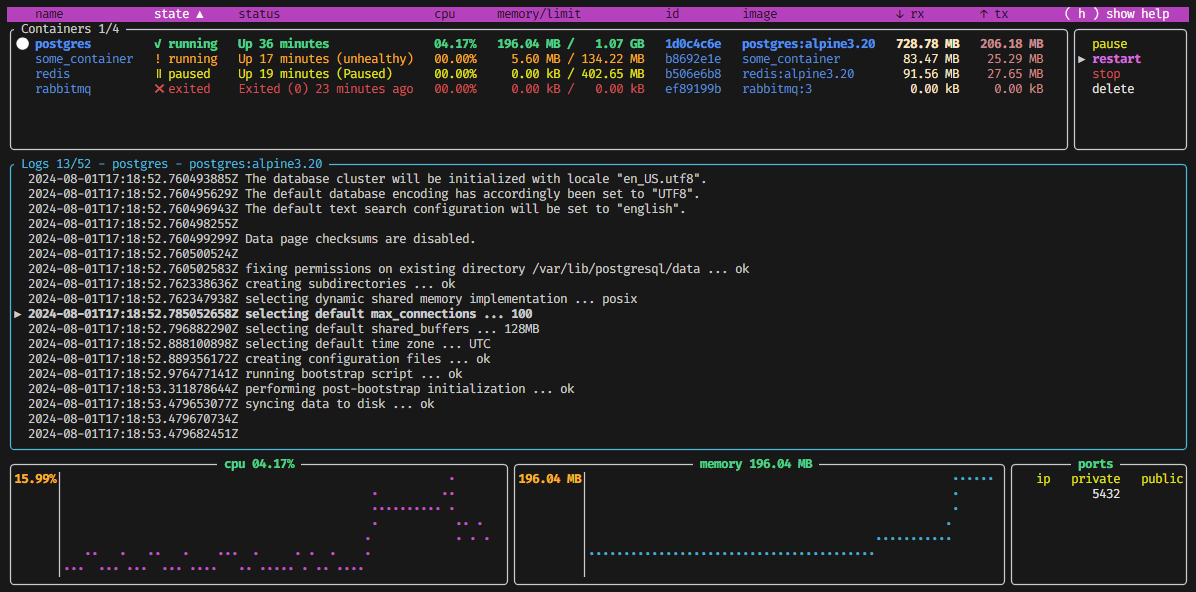 name state ▲ status cpu memory/limit id image ↓ rx ↑ tx ( h ) show help
Containers 1/4
postgres ✓ running Up 36 minutes 04.17% 196.04 MB / 1.07 GB 1d0c4c6e postgres:alpine3.20 728.78 MB 206.18 MB
some_container ! running Up 17 minutes (unhealthy) 00.00% 5.60 MB / 134.22 MB b8692e1e some_container 83.47 MB 25.29 MB
redis ⏸ paused Up 19 minutes (Paused) 00.00% 0.00 kB / 402.65 MB b506e6b8 redis:alpine3.20 91.56 MB 27.65 MB
rabbitmq ✖ exited Exited (0) 23 minutes ago 00.00% 0.00 kB / 0.00 kB ef89199b rabbitmq:3 0.00 kB 0.00 kB
pause
▶ restart
stop
delete
Logs 13/52 - postgres - postgres:alpine3.20
2024-08-01T17:18:52.760493885Z The database cluster will be initialized with locale "en_US.utf8".
2024-08-01T17:18:52.760495629Z The default database encoding has accordingly been set to "UTF8".
2024-08-01T17:18:52.760496943Z The default text search configuration will be set to "english".
2024-08-01T17:18:52.760498255Z
2024-08-01T17:18:52.760499299Z Data page checksums are disabled.
2024-08-01T17:18:52.760500524Z
2024-08-01T17:18:52.760502583Z fixing permissions on existing directory /var/lib/postgresql/data ... ok
2024-08-01T17:18:52.762338636Z creating subdirectories ... ok
2024-08-01T17:18:52.762347938Z selecting dynamic shared memory implementation ... posix
▶ 2024-08-01T17:18:52.785052658Z selecting default max_connections ... 100
2024-08-01T17:18:52.796882290Z selecting default shared_buffers ... 128MB
2024-08-01T17:18:52.888100898Z selecting default time zone ... UTC
2024-08-01T17:18:52.889356172Z creating configuration files ... ok
2024-08-01T17:18:52.976477141Z running bootstrap script ... ok
2024-08-01T17:18:53.311878644Z performing post-bootstrap initialization ... ok
2024-08-01T17:18:53.479653077Z syncing data to disk ... ok
2024-08-01T17:18:53.479670734Z
2024-08-01T17:18:53.479682451Z
cpu 04.17%
15.99%
memory 196.04 MB
196.04 MB
ports
ip private public
5432